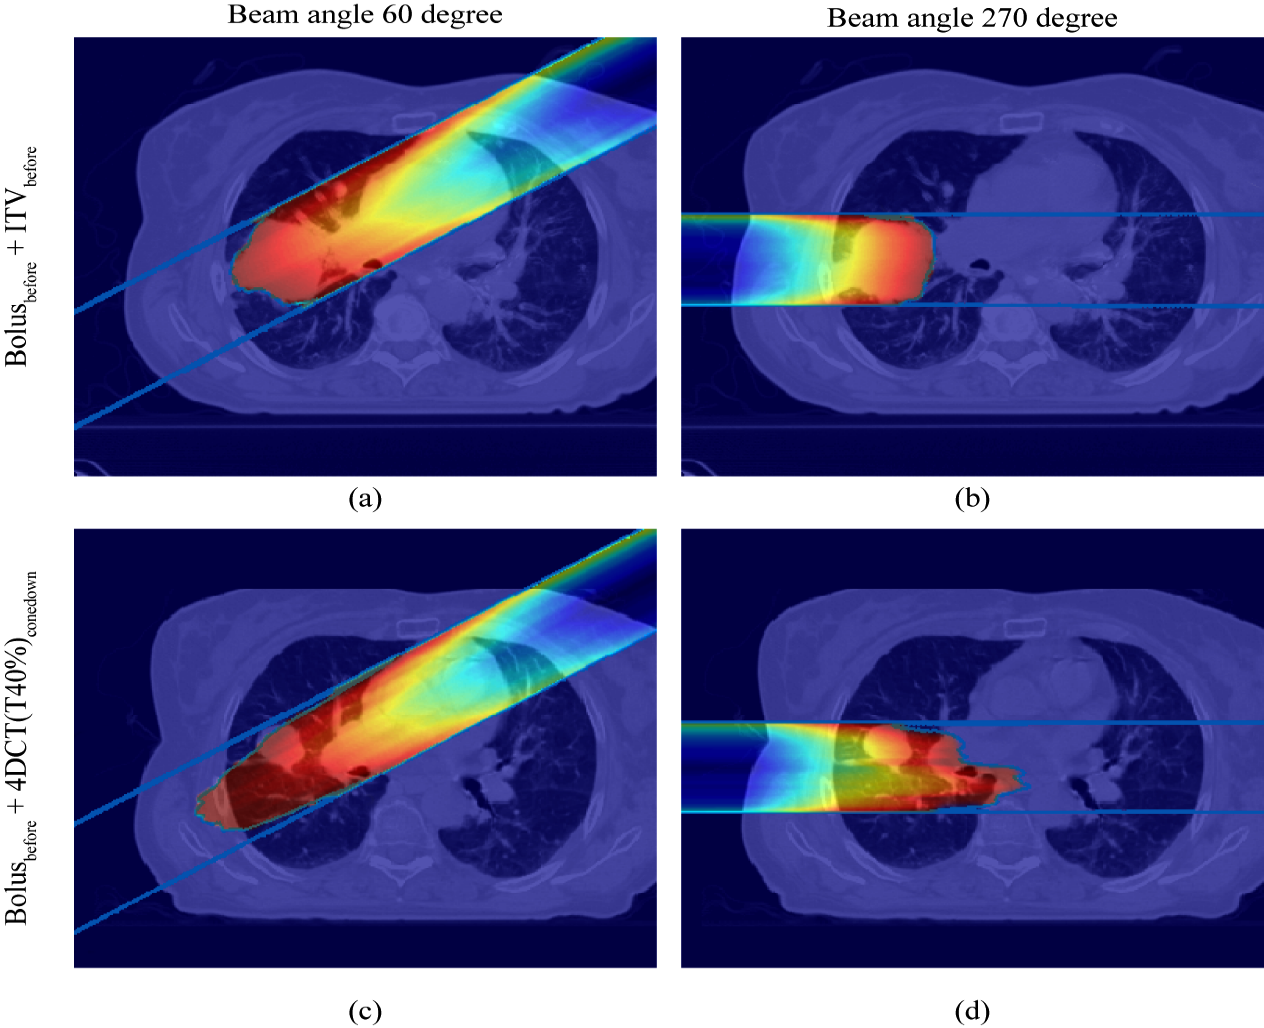 Beam angle 60 degree
Beam angle 270 degree
Bolusbefore + ITVbefore
(a)
(b)
Bolusbefore + 4DCT(T40%)conedown
(c)
(d)